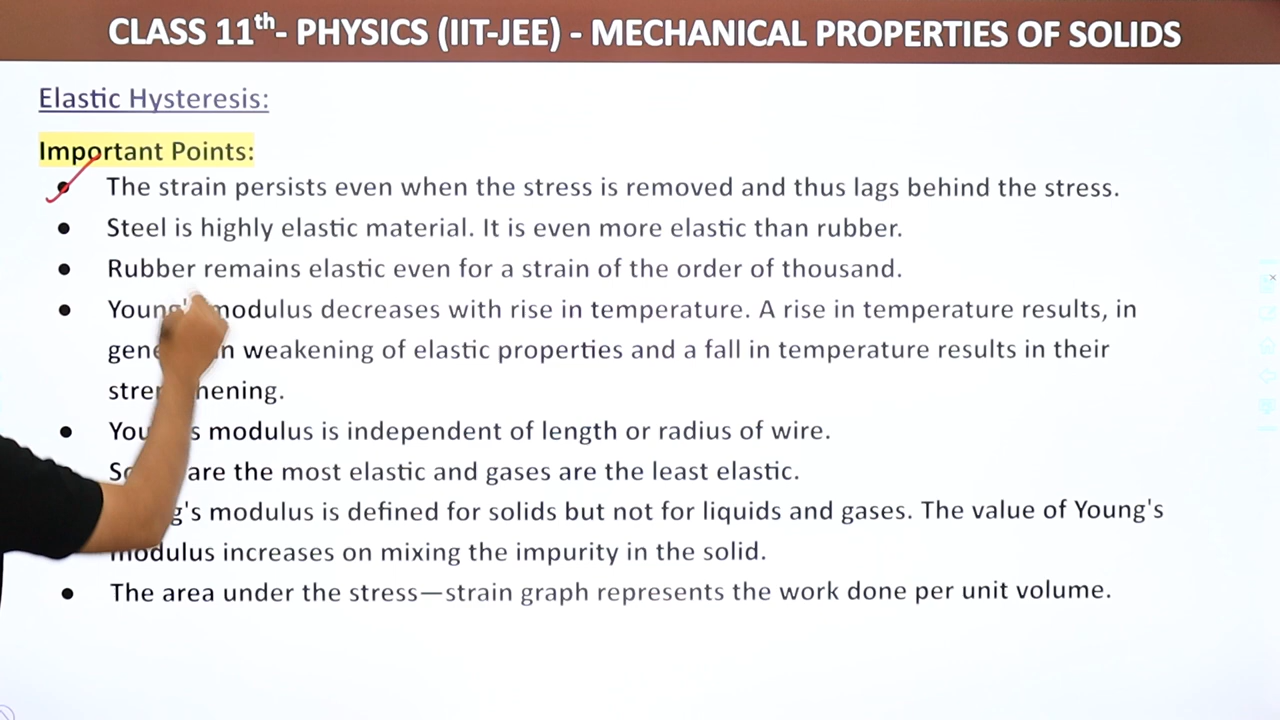 CLASS 11th- PHYSICS (IIT-JEE) - MECHANICAL PROPERTIES OF SOLIDS
Elastic Hysteresis:
Important Points:
● The strain persists even when the stress is removed and thus lags behind the stress.
● Steel is highly elastic material. It is even more elastic than rubber.
● Rubber remains elastic even for a strain of the order of thousand.
● Young's modulus decreases with rise in temperature. A rise in temperature results, in
weakening of elastic properties and a fall in temperature results in their
● modulus is independent of length or radius of wire.
are the most elastic and gases are the least elastic.
modulus is defined for solids but not for liquids and gases. The value of Young's
modulus increases on mixing the impurity in the solid.
● The area under the stress—strain graph represents the work done per unit volume.